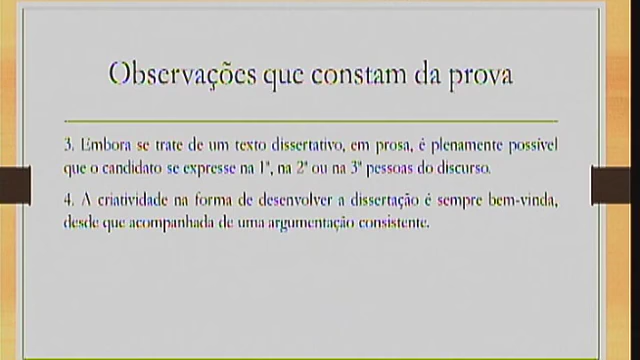 Observações que constam da prova
3. Embora se trate de um texto dissertativo, em prosa, é plenamente possível
que o candidato se expresse na 1ª, na 2ª ou na 3ª pessoas do discurso.
4. A criatividade na forma de desenvolver a dissertação é sempre bem-vinda,
desde que acompanhada de uma argumentação consistente.